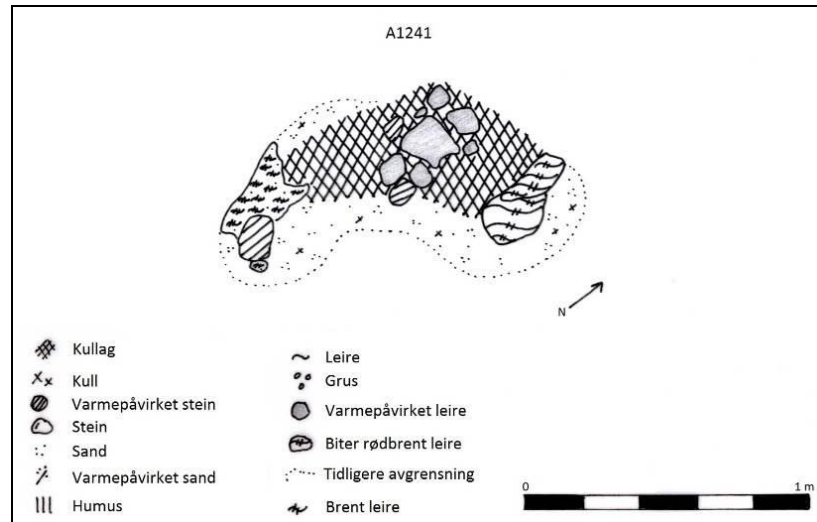 A1241
N
Kullag
Kull
Varmepåvirket stein
Stein
Sand
Varmepåvirket sand
Humus
Leire
Grus
Varmepåvirket leire
Biter rødbrent leire
Tidligere avgrensning
Brent leire
0 1 m